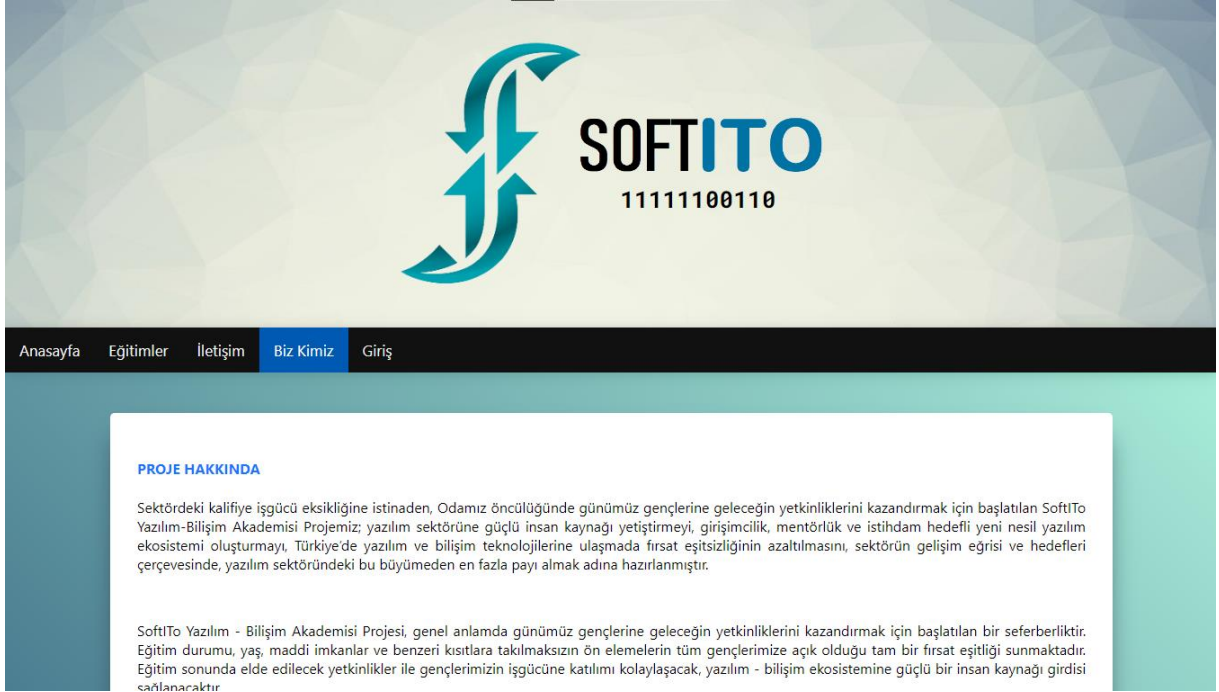 SOFTITO
11111100110
Anasayfa Eğitimler İletişim Biz Kimiz Giriş
PROJE HAKKINDA
Sektördeki kalifiye işgücü eksikliğine istinaden, Odamız öncülüğünde günümüz gençlerine geleceğin yetkinliklerini kazandırmak için başlatılan SoftITo
Yazılım-Bilişim Akademisi Projemiz; yazılım sektörüne güçlü insan kaynağı yetiştirmeyi, girişimcilik, mentörlük ve istihdam hedefli yeni nesil yazılım
ekosistemi oluşturmayı, Türkiye'de yazılım ve bilişim teknolojilerine ulaşmada fırsat eşitsizliğinin azaltılmasını, sektörün gelişim eğrisi ve hedefleri
çerçevesinde, yazılım sektöründeki bu büyümeden en fazla payı almak adına hazırlanmıştır.
SoftITo Yazılım - Bilişim Akademisi Projesi, genel anlamda günümüz gençlerine geleceğin yetkinliklerini kazandırmak için başlatılan bir seferberliktir.
Eğitim durumu, yaş, maddi imkanlar ve benzeri kısıtlara takılmaksızın ön elemelerin tüm gençlerimize açık olduğu tam bir fırsat eşitliği sunmaktadır.
Eğitim sonunda elde edilecek yetkinlikler ile gençlerimizin işgücüne katılımı kolaylaşacak, yazılım - bilişim ekosistemine güçlü bir insan kaynağı girdisi
sağlanacaktır.